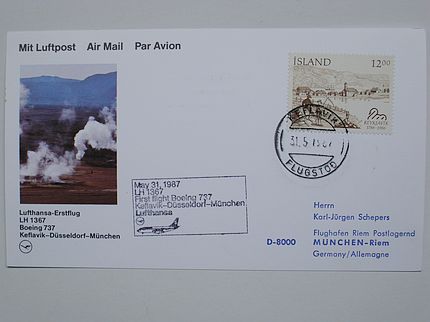 Mit Luftpost Air Mail Par Avion
ÍSLAND 12.00
REYKJAVÍK
1786-1986
KEFLAVÍK
31.5.1987
FLUGSTÖÐ
May 31, 1987
LH 1367
First flight Boeing 737
Keflavik–Düsseldorf–München
Lufthansa
Lufthansa-Erstflug
LH 1367
Boeing 737
Keflavik–Düsseldorf–München
Herrn
Karl-Jürgen Schepers
Flughafen Riem Postlagernd
D-8000 MÜNCHEN-Riem
Germany/Allemagne